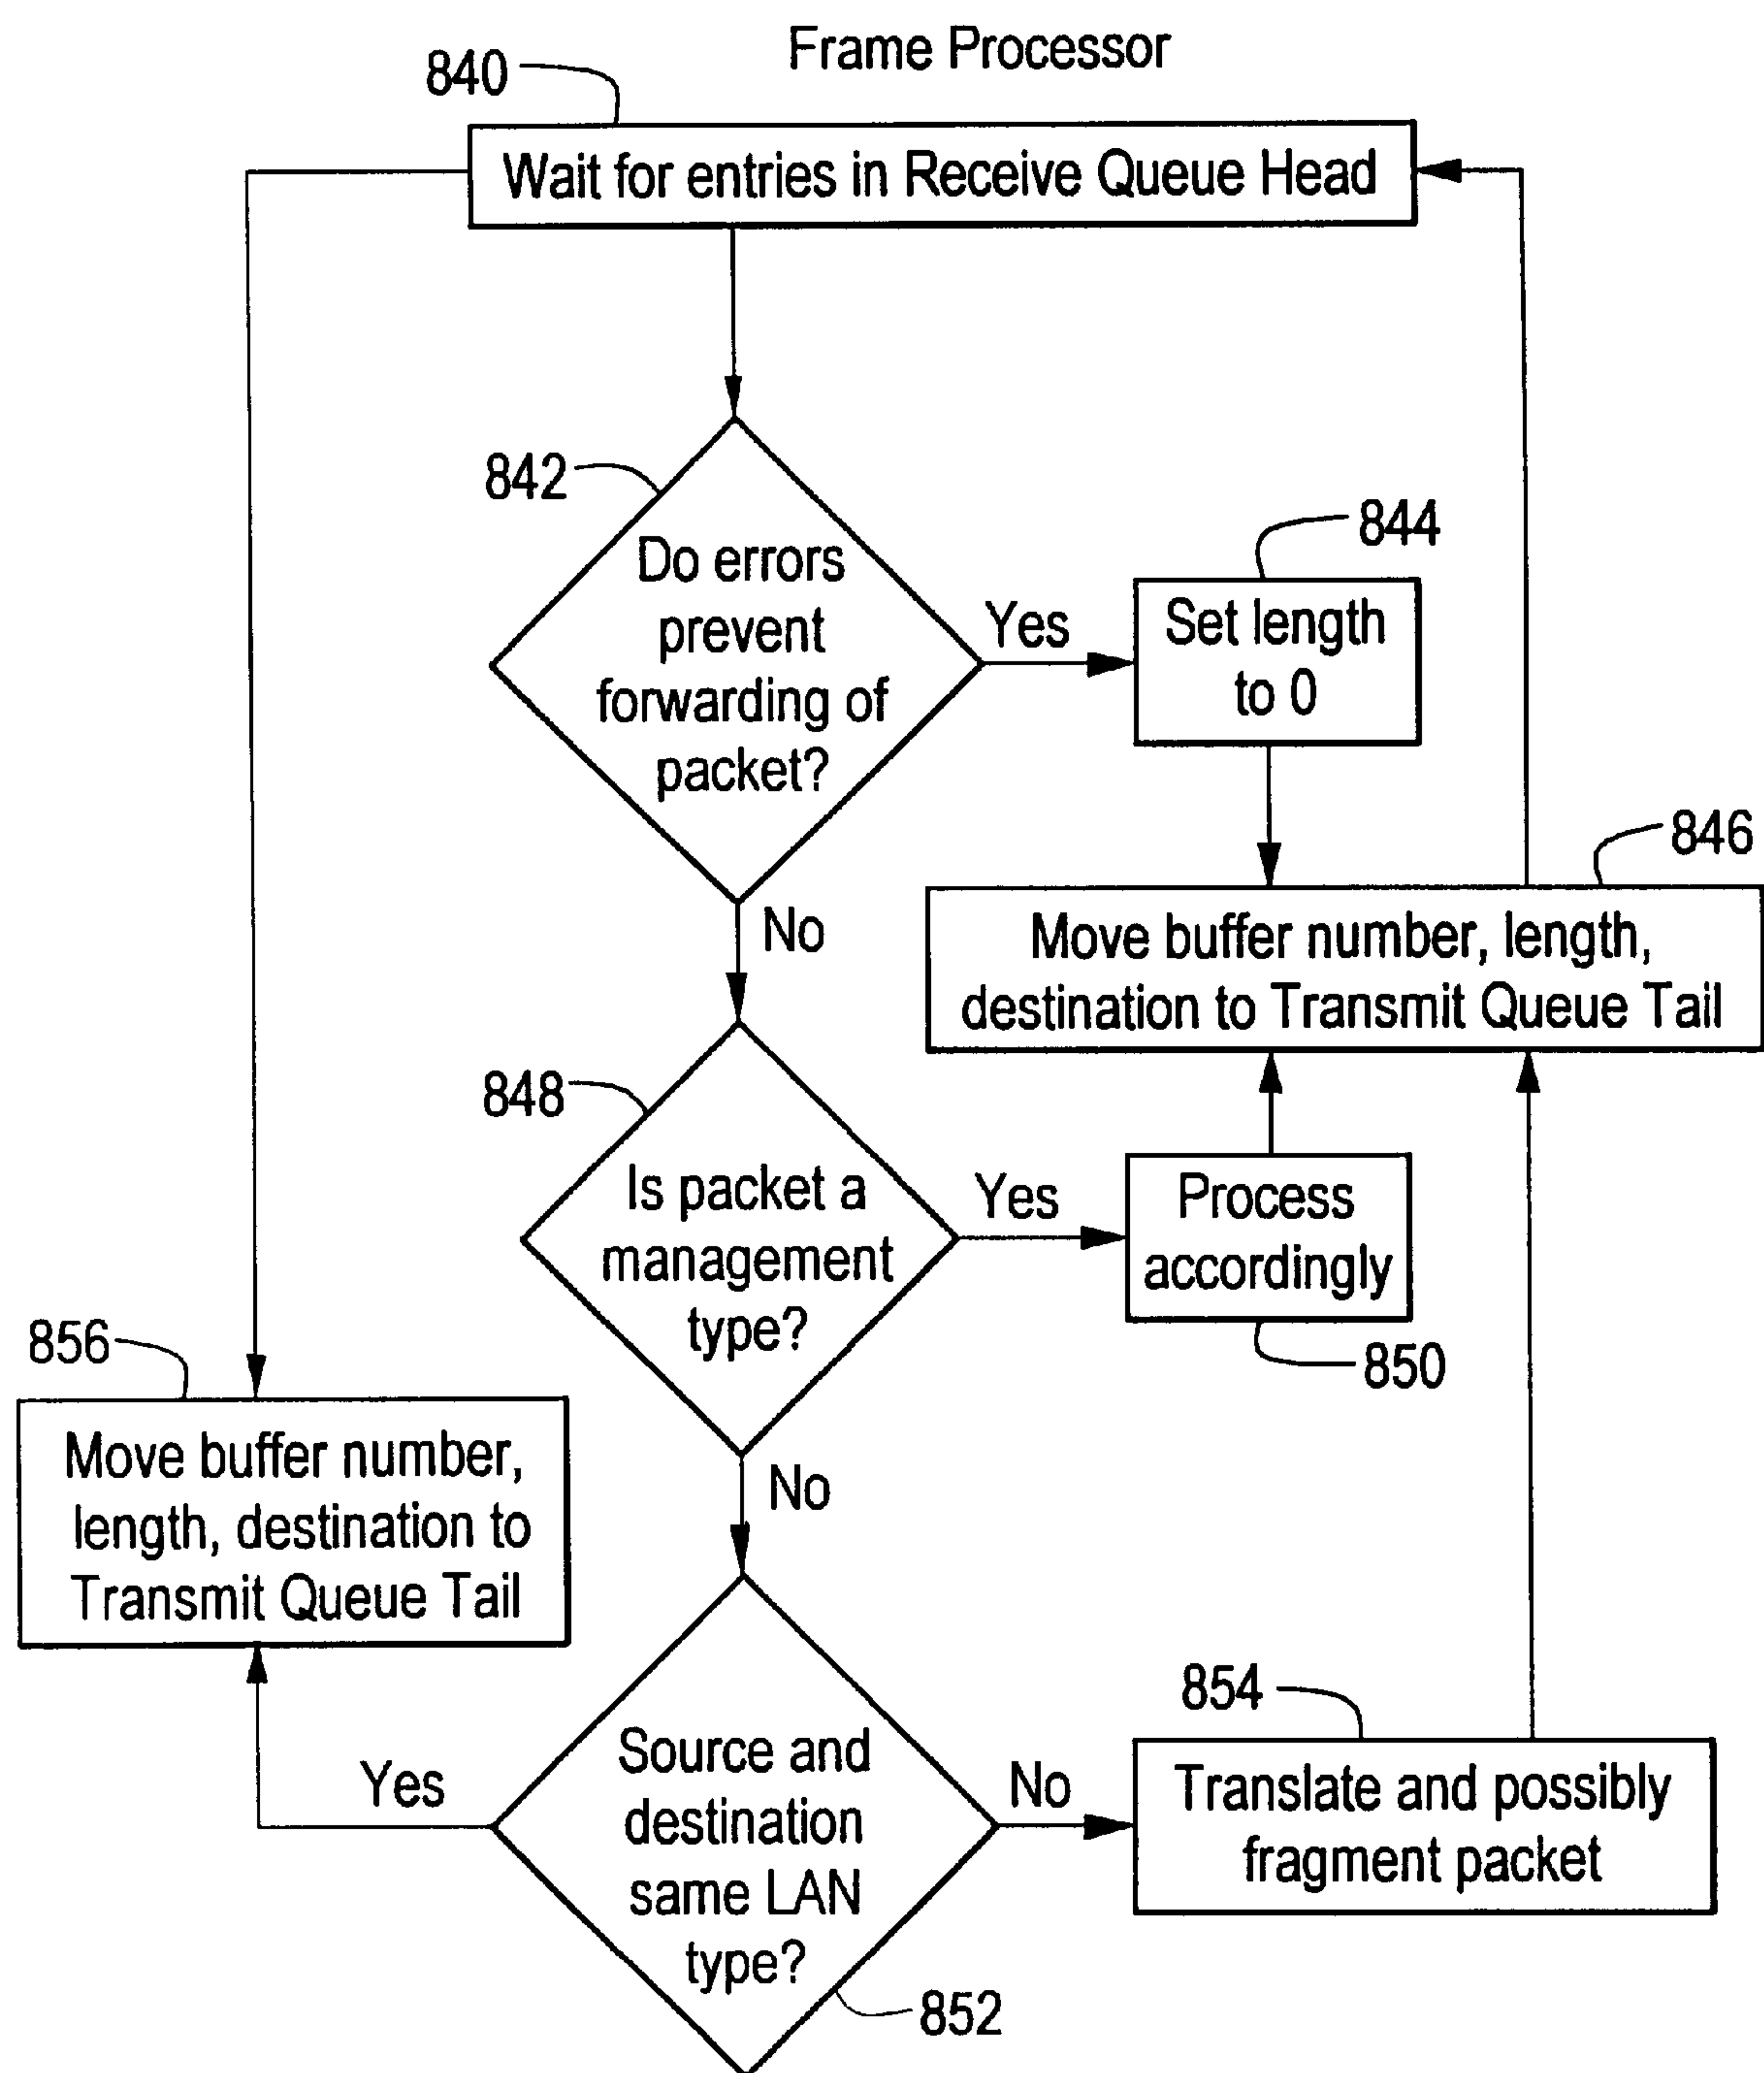 Frame Processor
840
Wait for entries in Receive Queue Head
842
Do errors
prevent
forwarding of
packet?
Yes
844
Set length
to 0
846
Move buffer number, length,
destination to Transmit Queue Tail
No
848
Is packet a
management
type?
Yes
Process
accordingly
850
856
Move buffer number,
length, destination to
Transmit Queue Tail
No
Yes
Source and
destination
same LAN
type?
852
No
854
Translate and possibly
fragment packet